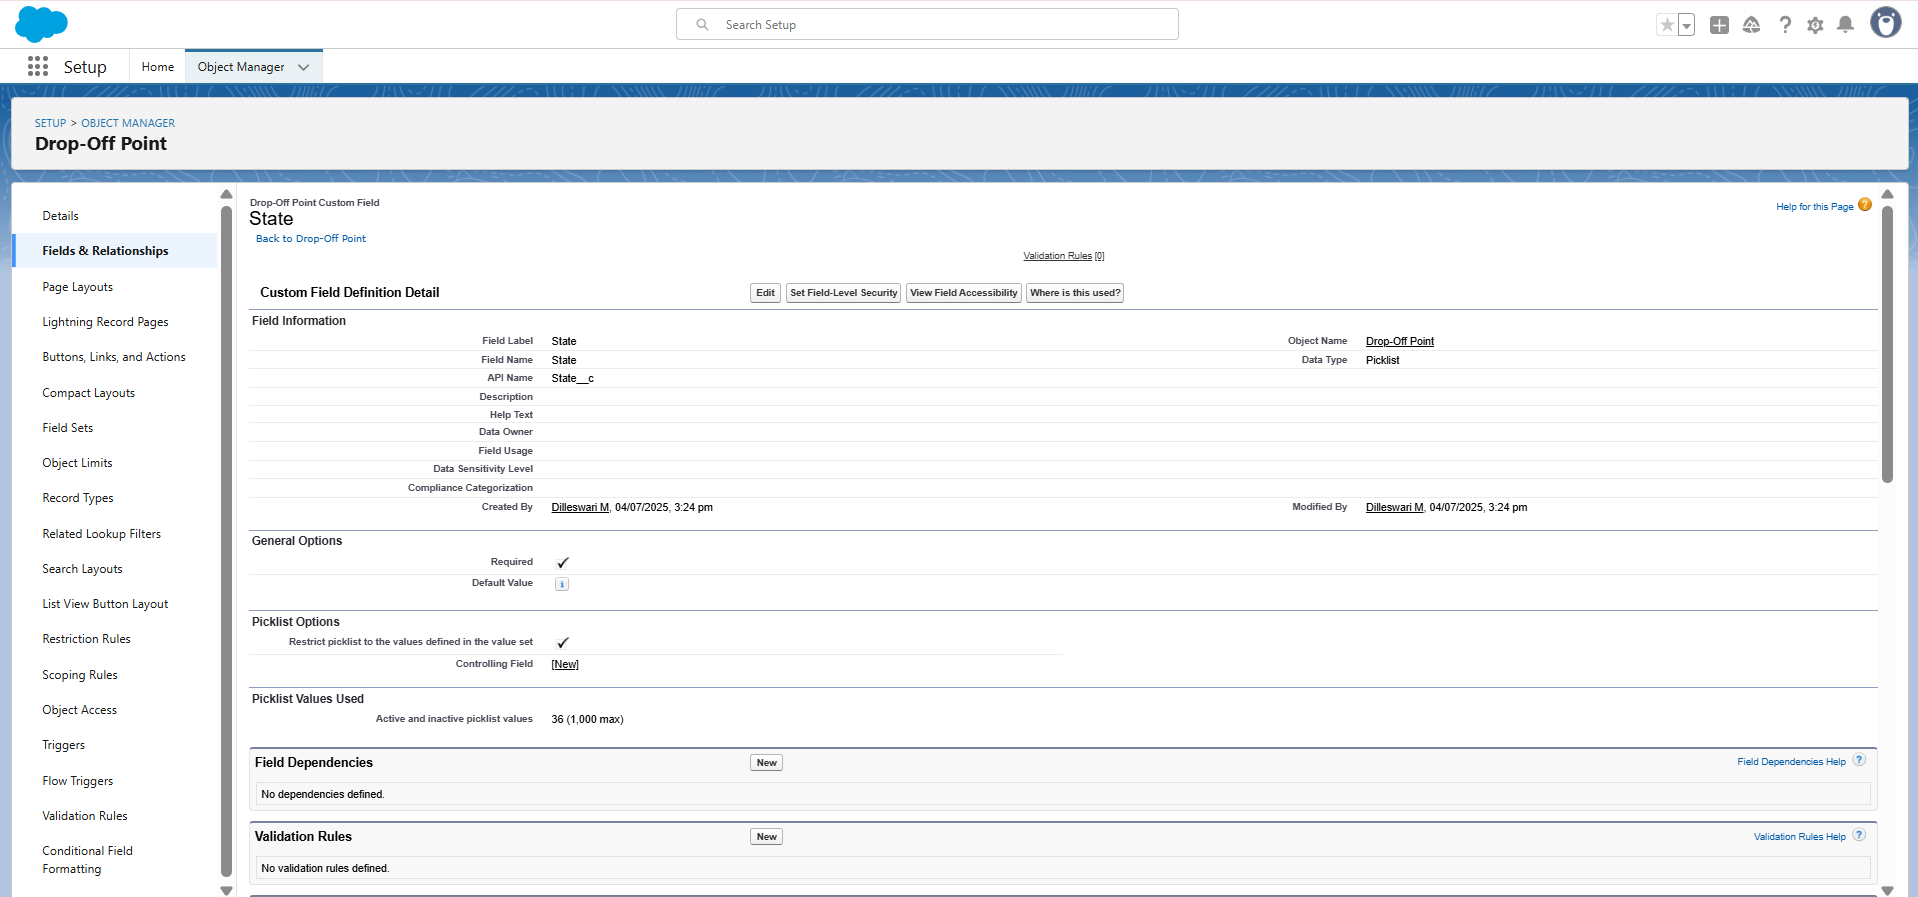 Search Setup
Setup
Home
Object Manager
SETUP > OBJECT MANAGER
Drop-Off Point
Details
Fields & Relationships
Page Layouts
Lightning Record Pages
Buttons, Links, and Actions
Compact Layouts
Field Sets
Object Limits
Record Types
Related Lookup Filters
Search Layouts
List View Button Layout
Restriction Rules
Scoping Rules
Object Access
Triggers
Flow Triggers
Validation Rules
Conditional Field
Formatting
Drop-Off Point Custom Field
State
Back to Drop-Off Point
Help for this Page ?
Validation Rules [0]
Custom Field Definition Detail
Edit Set Field-Level Security View Field Accessibility Where is this used?
Field Information
Field Label State Object Name Drop-Off Point
Field Name State Data Type Picklist
API Name State__c
Description
Help Text
Data Owner
Field Usage
Data Sensitivity Level
Compliance Categorization
Created By Dilleswari M, 04/07/2025, 3:24 pm Modified By Dilleswari M, 04/07/2025, 3:24 pm
General Options
Required
Default Value i
Picklist Options
Restrict picklist to the values defined in the value set
Controlling Field [New]
Picklist Values Used
Active and inactive picklist values 36 (1,000 max)
Field Dependencies New Field Dependencies Help ?
No dependencies defined.
Validation Rules New Validation Rules Help ?
No validation rules defined.